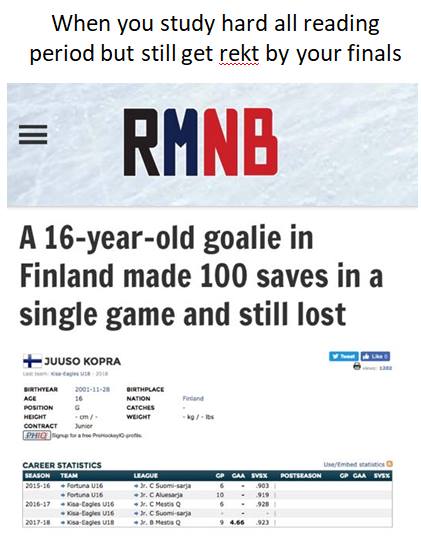 When you study hard all reading
period but still get rekt by your finals
RMNB
A 16-year-old goalie in
Finland made 100 saves in a
single game and still lost
JUUSO KOPRA
Tweet Like 0
Last team: Kisa-Eagles U18 - 2018
views: 1202
BIRTHYEAR 2001-11-28 BIRTHPLACE
AGE 16 NATION Finland
POSITION G CATCHES -
HEIGHT - cm / - WEIGHT - kg / - lbs
CONTRACT Junior
PHIQ Signup for a free ProHockeyIQ-profile.
CAREER STATISTICS Use/Embed statistics
SEASON TEAM LEAGUE GP GAA SVS% POSTSEASON GP GAA SVS%
2015-16 Fortuna U16 Jr. C Suomi-sarja 6 - .903
Fortuna U16 Jr. C Aluesarja 10 - .919
2016-17 Kisa-Eagles U16 Jr. C Mestis Q 6 - .928
Kisa-Eagles U16 Jr. C Suomi-sarja - - -
2017-18 Kisa-Eagles U18 Jr. B Mestis Q 9 4.66 .923